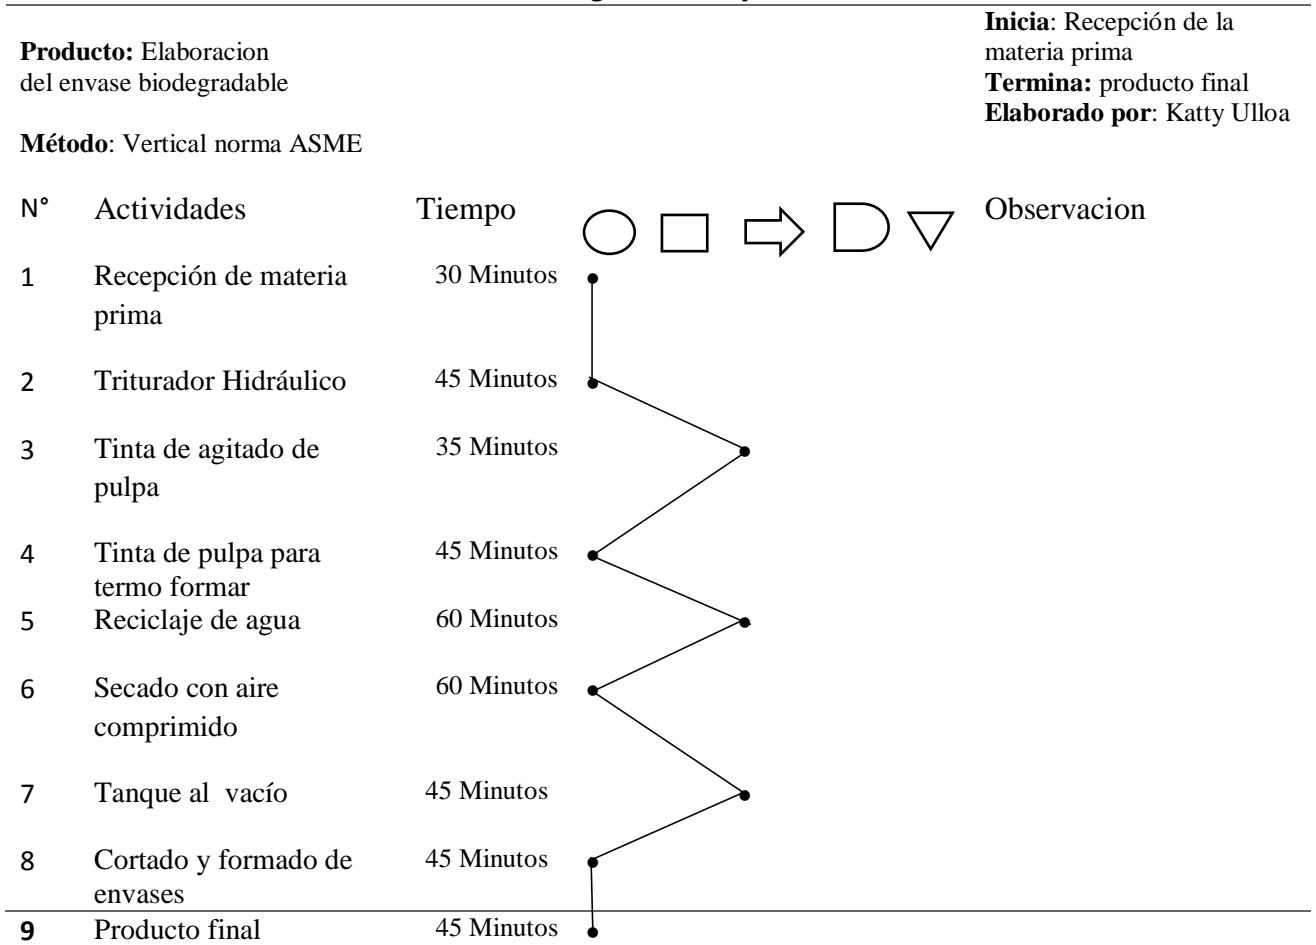 Producto: Elaboracion
del envase biodegradable
Método: Vertical norma ASME
Inicia: Recepción de la
materia prima
Termina: producto final
Elaborado por: Katty Ulloa
N° Actividades Tiempo Observacion
1 Recepción de materia 30 Minutos
prima
2 Triturador Hidráulico 45 Minutos
3 Tinta de agitado de 35 Minutos
pulpa
4 Tinta de pulpa para 45 Minutos
termo formar
5 Reciclaje de agua 60 Minutos
6 Secado con aire 60 Minutos
comprimido
7 Tanque al vacío 45 Minutos
8 Cortado y formado de 45 Minutos
envases
9 Producto final 45 Minutos